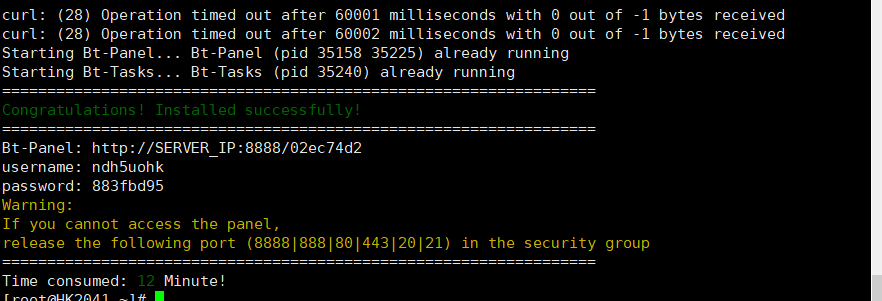 curl: (28) Operation timed out after 60001 milliseconds with 0 out of -1 bytes received
curl: (28) Operation timed out after 60002 milliseconds with 0 out of -1 bytes received
Starting Bt-Panel... Bt-Panel (pid 35158 35225) already running
Starting Bt-Tasks... Bt-Tasks (pid 35240) already running
==================================================================
Congratulations! Installed successfully!
==================================================================
Bt-Panel: http://SERVER_IP:8888/02ec74d2
username: ndh5uohk
password: 883fbd95
Warning:
If you cannot access the panel,
release the following port (8888|888|80|443|20|21) in the security group
==================================================================
Time consumed: 12 Minute!
[root@HK2041 ~]#